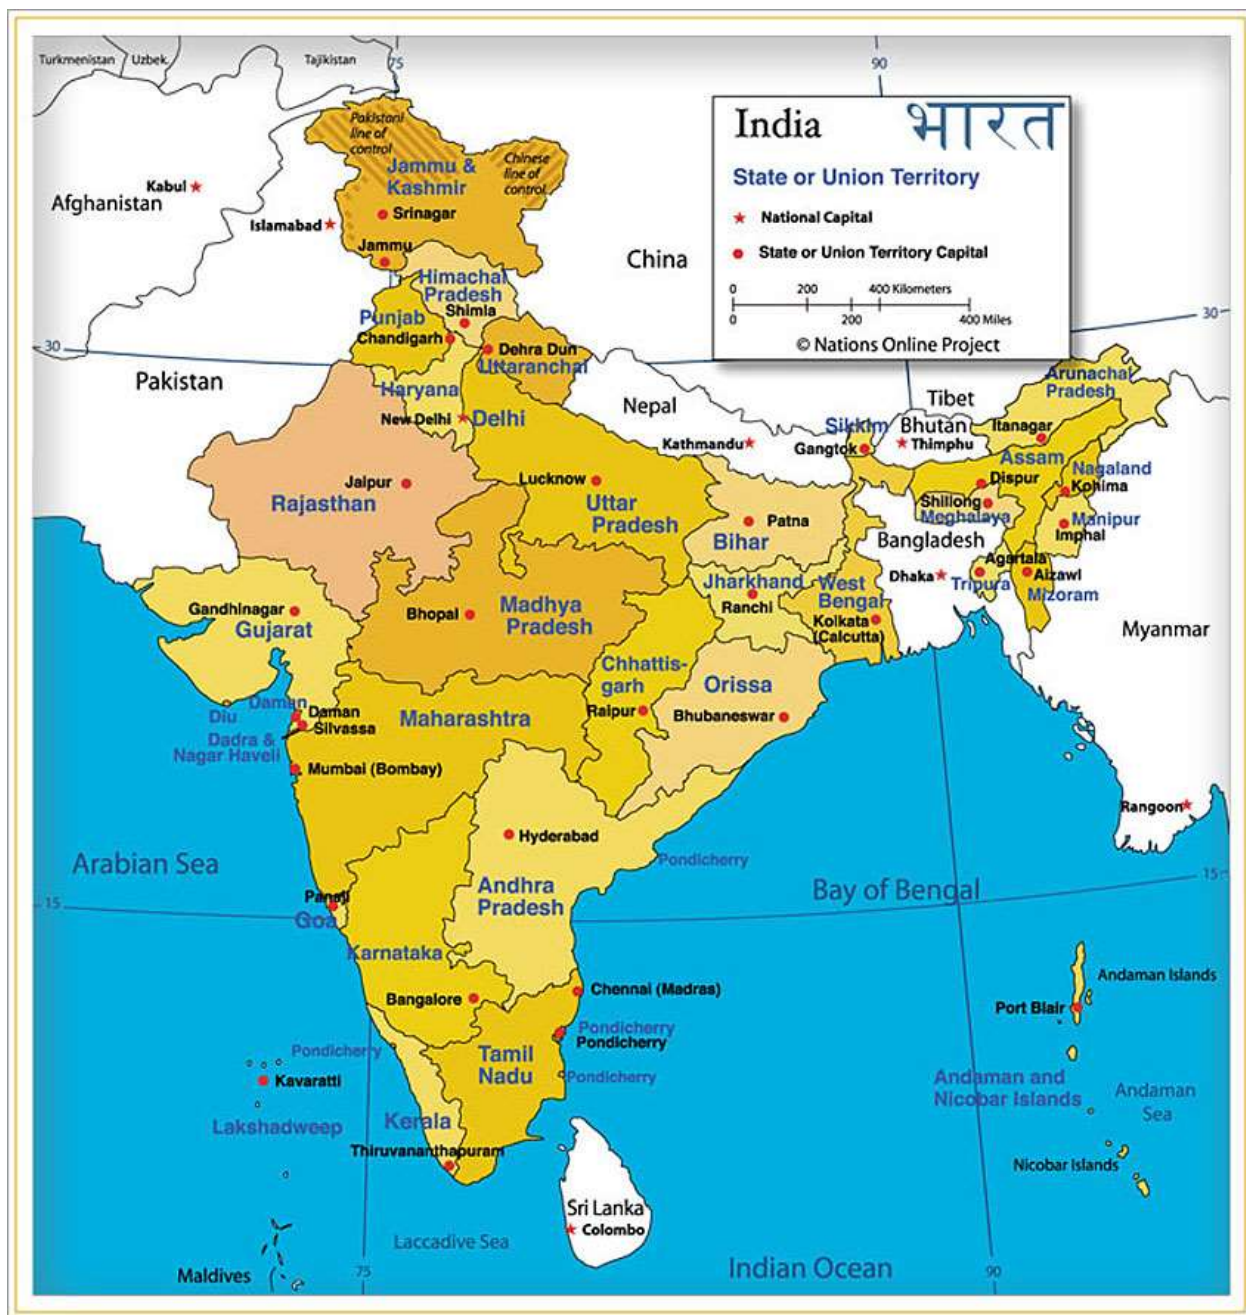 Turkmenistan
Uzbek.
Tajikistan
75
90
Pakistani
line of
control
Chinese
line of
control
Jammu &
Kashmir
India
भारत
State or Union Territory
National Capital
State or Union Territory Capital
0
200
400 Kilometers
0
200
400 Miles
© Nations Online Project
Kabul
Afghanistan
Islamabad
Srinagar
Jammu
China
Himachal
Pradesh
Shimla
Punjab
Chandigarh
30
30
Dehra Dun
Uttaranchal
Pakistan
Haryana
New Delhi
Delhi
Nepal
Kathmandu
Tibet
Arunachal
Pradesh
Sikkim
Gangtok
Bhutan
Thimphu
Itanagar
Assam
Dispur
Nagaland
Kohima
Jaipur
Rajasthan
Lucknow
Uttar
Pradesh
Patna
Bihar
Shillong
Meghalaya
Manipur
Imphal
Bangladesh
Dhaka
Agartala
Tripura
Aizawl
Mizoram
Gandhinagar
Gujarat
Bhopal
Madhya
Pradesh
Jharkhand
Ranchi
West
Bengal
Kolkata
(Calcutta)
Myanmar
Chhattis-
garh
Raipur
Orissa
Bhubaneswar
Daman
Diu
Daman
Silvassa
Dadra &
Nagar Haveli
Maharashtra
Mumbai (Bombay)
Rangoon
Hyderabad
Arabian Sea
Pondicherry
Bay of Bengal
15
15
Andhra
Pradesh
Panaji
Goa
Karnataka
Bangalore
Chennai (Madras)
Andaman Islands
Port Blair
Pondicherry
Pondicherry
Pondicherry
Tamil
Nadu
Pondicherry
Kavaratti
Lakshadweep
Kerala
Thiruvananthapuram
Andaman and
Nicobar Islands
Andaman
Sea
Nicobar Islands
Sri Lanka
Colombo
Laccadive Sea
Maldives
75
Indian Ocean
90